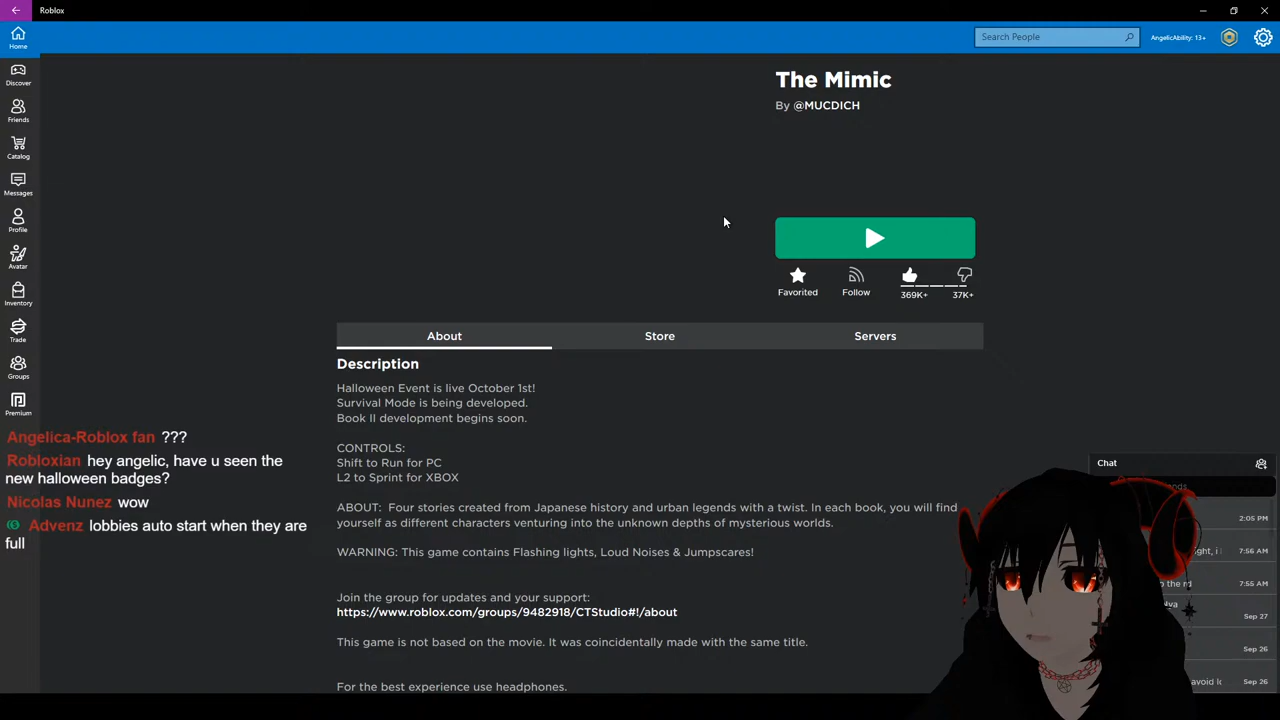 Roblox
Home
Search People
AngelicAbility: 13+
Discover
Friends
Catalog
Messages
Profile
Avatar
Inventory
Trade
Groups
Premium
The Mimic
By @MUCDICH
Favorited
Follow
369K+
37K+
About
Store
Servers
Description
Halloween Event is live October 1st!
Survival Mode is being developed.
Book II development begins soon.
CONTROLS:
Shift to Run for PC
L2 to Sprint for XBOX
ABOUT: Four stories created from Japanese history and urban legends with a twist. In each book, you will find
yourself as different characters venturing into the unknown depths of mysterious worlds.
WARNING: This game contains Flashing lights, Loud Noises & Jumpscares!
Join the group for updates and your support:
https://www.roblox.com/groups/9482918/CTStudio#!/about
This game is not based on the movie. It was coincidentally made with the same title.
For the best experience use headphones.
Angelica-Roblox fan ???
Robloxian hey angelic, have u seen the
new halloween badges?
Nicolas Nunez wow
Advenz lobbies auto start when they are
full
Chat
2:05 PM
7:56 AM
7:55 AM
Sep 27
Sep 26
Sep 26